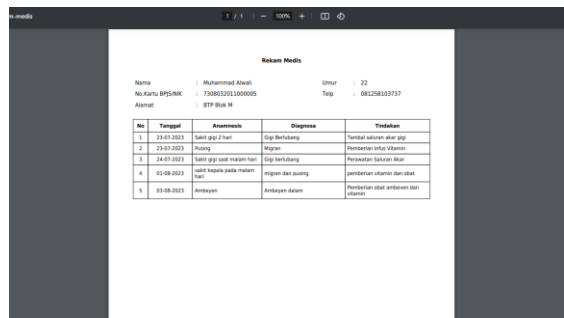 m-medis
1 / 1 100%
Rekam Medis
Nama : Muhammad Alwali Umur : 22
No.Kartu BPJS/NIK : 7308032011000005 Telp : 081258103737
Alamat : BTP Blok M
No Tanggal Anamnesis Diagnosa Tindakan
1 23-07-2023 Sakit gigi 2 hari Gigi Berlubang Tambal saluran akar gigi
2 23-07-2023 Pusing Migran Pemberian Infus Vitamin
3 24-07-2023 Sakit gigi saat malam hari Gigi berlubang Perawatan Saluran Akar
4 01-08-2023 sakit kepala pada malam hari migran dan pusing pemberian vitamin dan obat
5 03-08-2023 Ambeyen Ambeyen dalam Pemberian obat ambeven dan vitamin